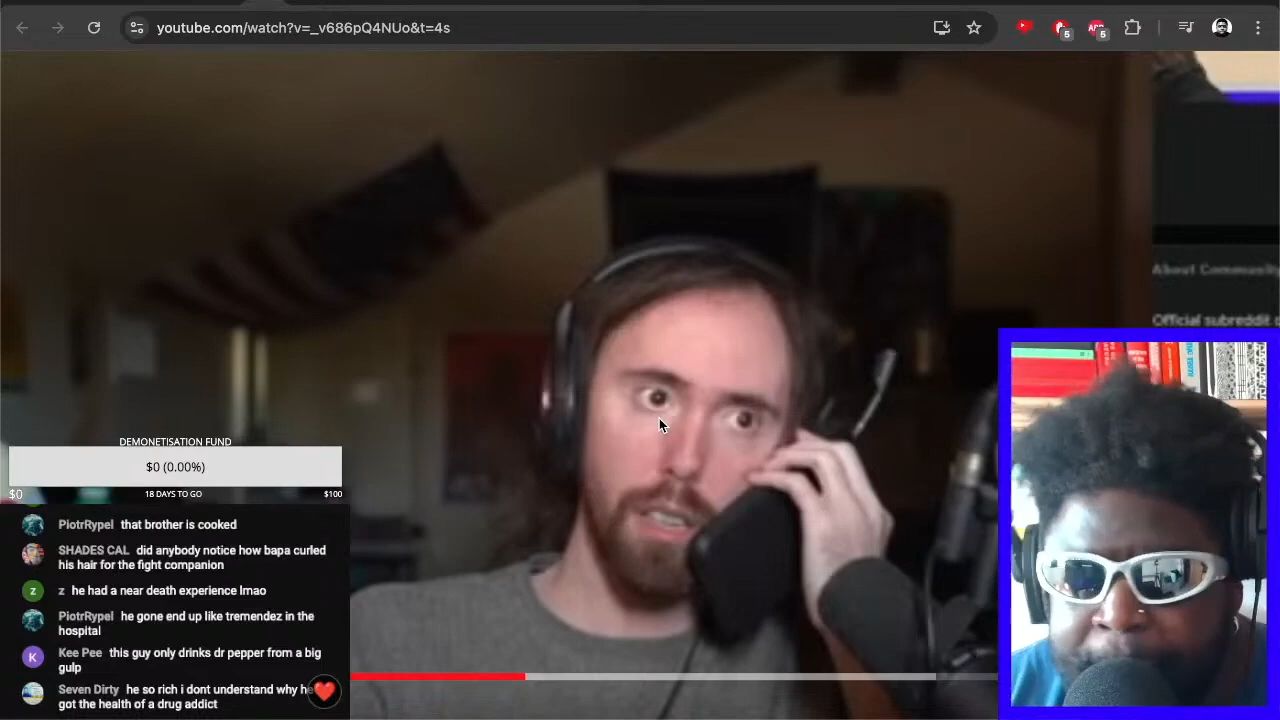 youtube.com/watch?v=_v686pQ4NUo&t=4s
5
5
About Community
Official subreddit
DEMONETISATION FUND
$0 (0.00%)
$0
18 DAYS TO GO
$100
PiotrRypel that brother is cooked
SHADES CAL did anybody notice how bapa curled
his hair for the fight companion
z
z he had a near death experience lmao
PiotrRypel he gone end up like tremendez in the
hospital
K
Kee Pee this guy only drinks dr pepper from a big
gulp
Seven Dirty he so rich i dont understand why he
got the health of a drug addict